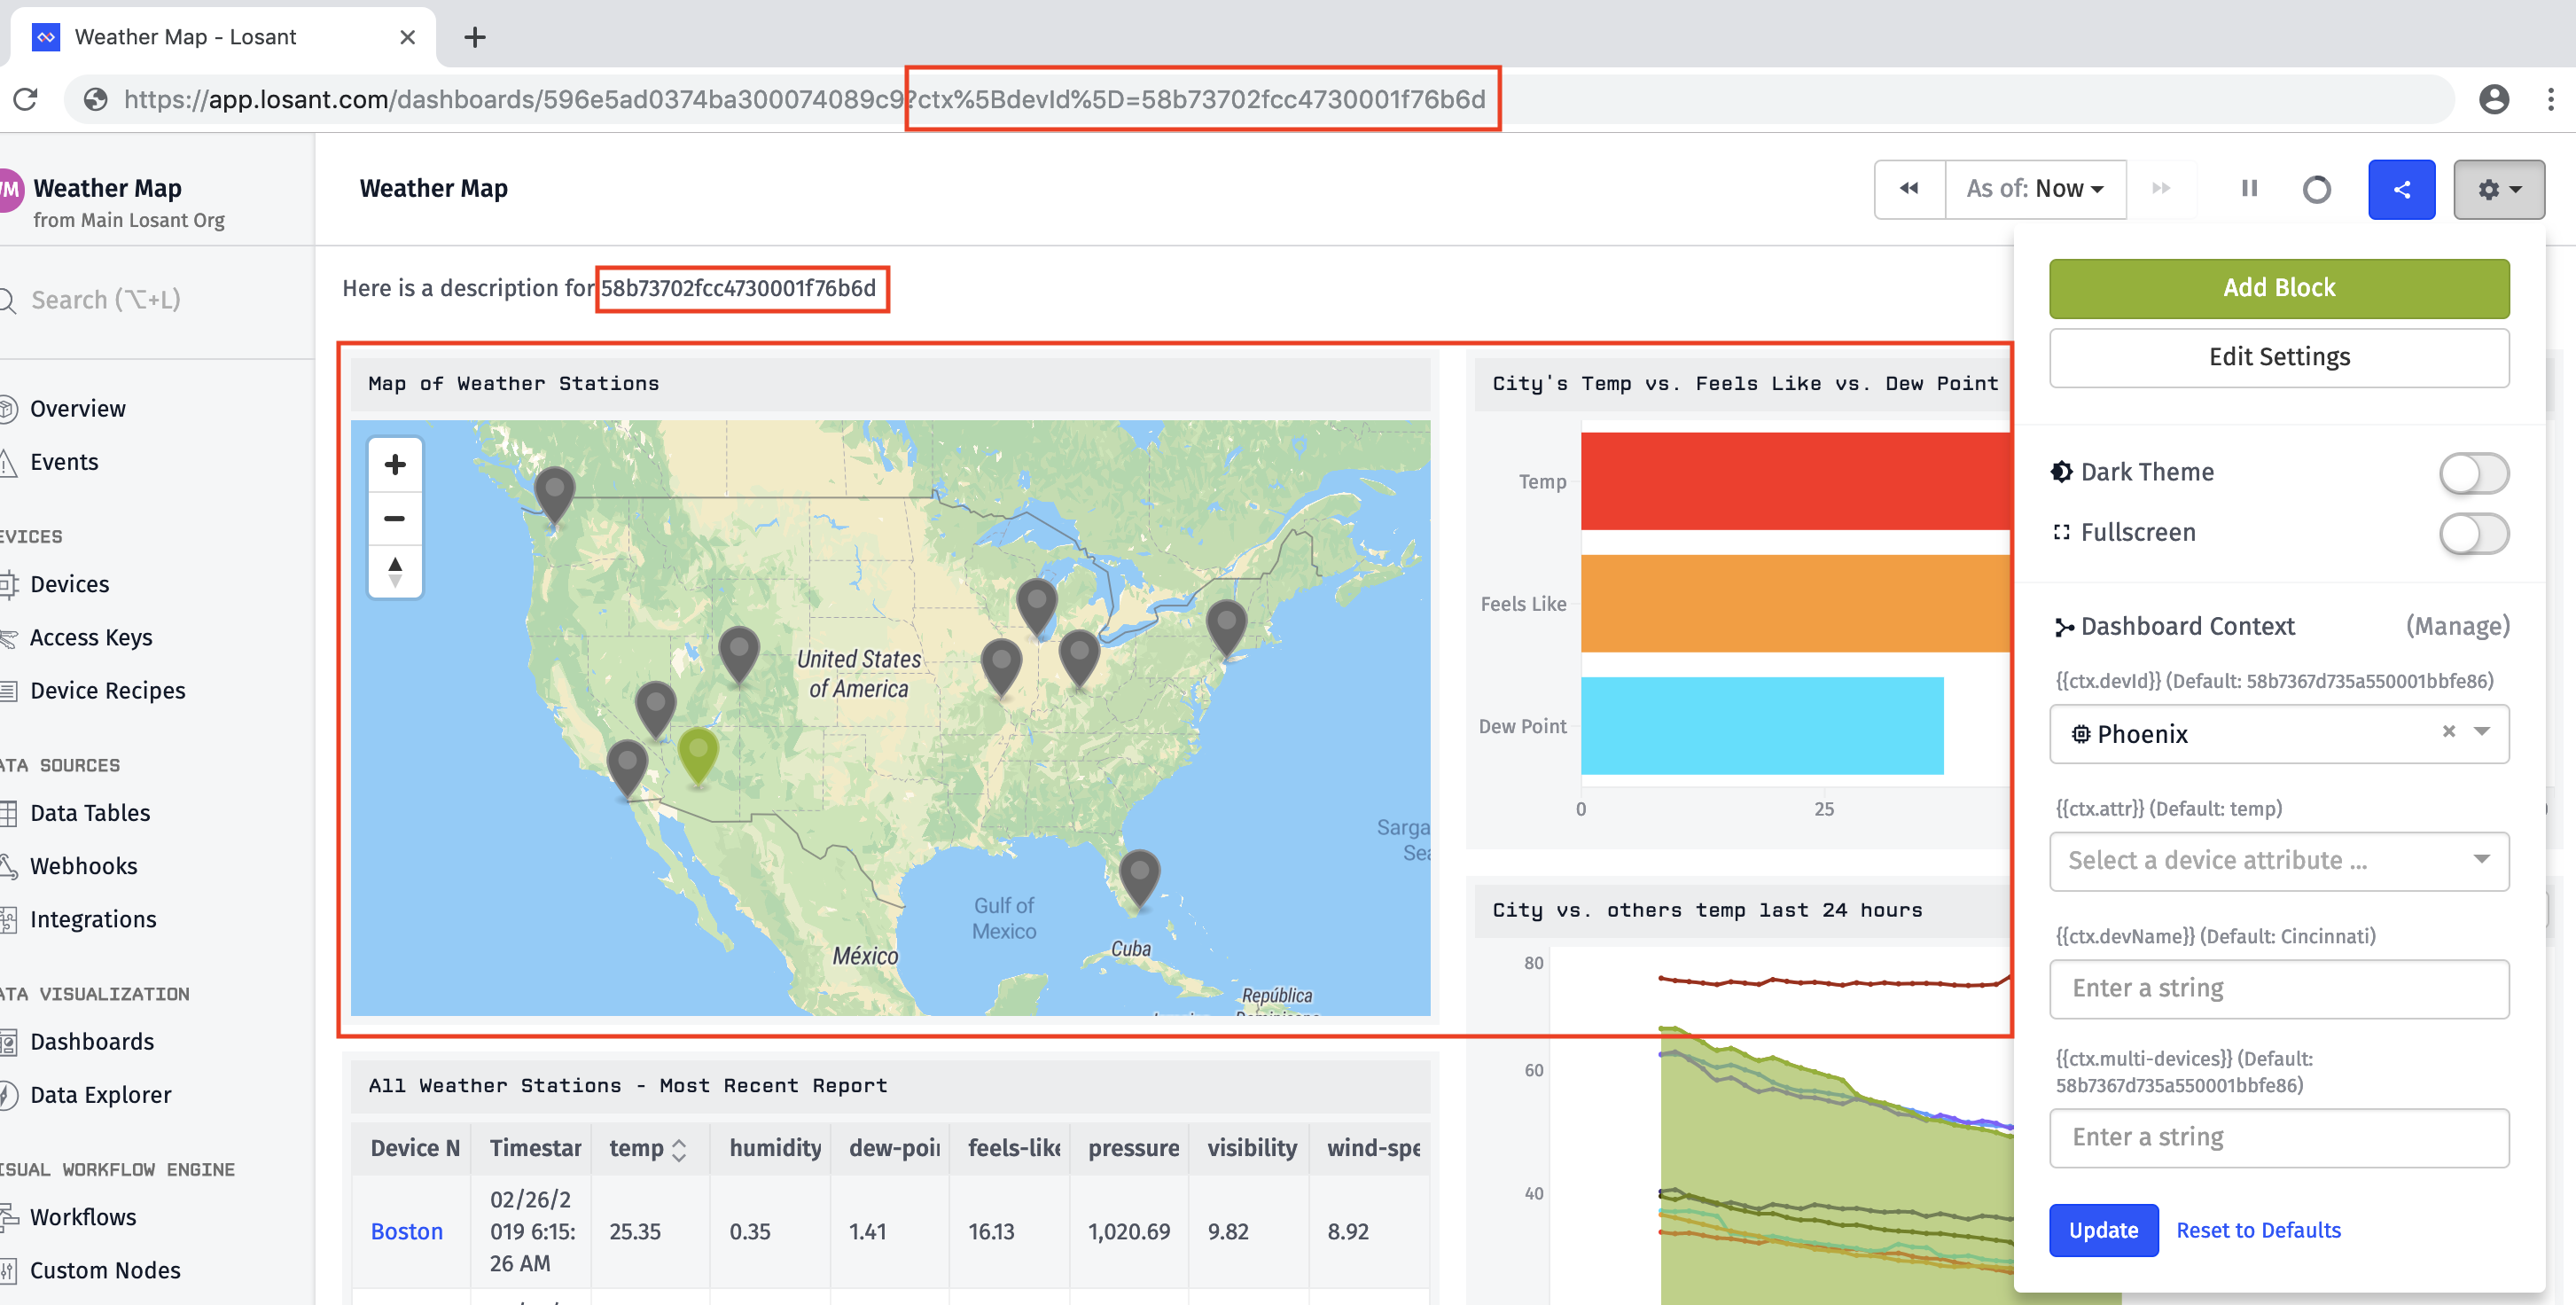 Weather Map - Losant
https://app.losant.com/dashboards/596e5ad0374ba300074089c9?ctx%5BdevId%5D=58b73702fcc4730001f76b6d
Weather Map
from Main Losant Org
Search (⌥+L)
Overview
Events
EVICES
Devices
Access Keys
Device Recipes
ATA SOURCES
Data Tables
Webhooks
Integrations
ATA VISUALIZATION
Dashboards
Data Explorer
ISUAL WORKFLOW ENGINE
Workflows
Custom Nodes
Weather Map
As of: Now
Here is a description for 58b73702fcc4730001f76b6d
Map of Weather Stations
United States
of America
México
Gulf of
Mexico
Cuba
República
Sarga
Sea
City's Temp vs. Feels Like vs. Dew Point
Temp
Feels Like
Dew Point
0
25
City vs. others temp last 24 hours
80
60
40
All Weather Stations - Most Recent Report
Device N Timestar temp humidity dew-poi feels-like pressure visibility wind-spe
Boston 02/26/2019 6:15:26 AM 25.35 0.35 1.41 16.13 1,020.69 9.82 8.92
Add Block
Edit Settings
Dark Theme
Fullscreen
Dashboard Context (Manage)
{{ctx.devId}} (Default: 58b7367d735a550001bbfe86)
Phoenix
{{ctx.attr}} (Default: temp)
Select a device attribute ...
{{ctx.devName}} (Default: Cincinnati)
Enter a string
{{ctx.multi-devices}} (Default:
58b7367d735a550001bbfe86)
Enter a string
Update Reset to Defaults